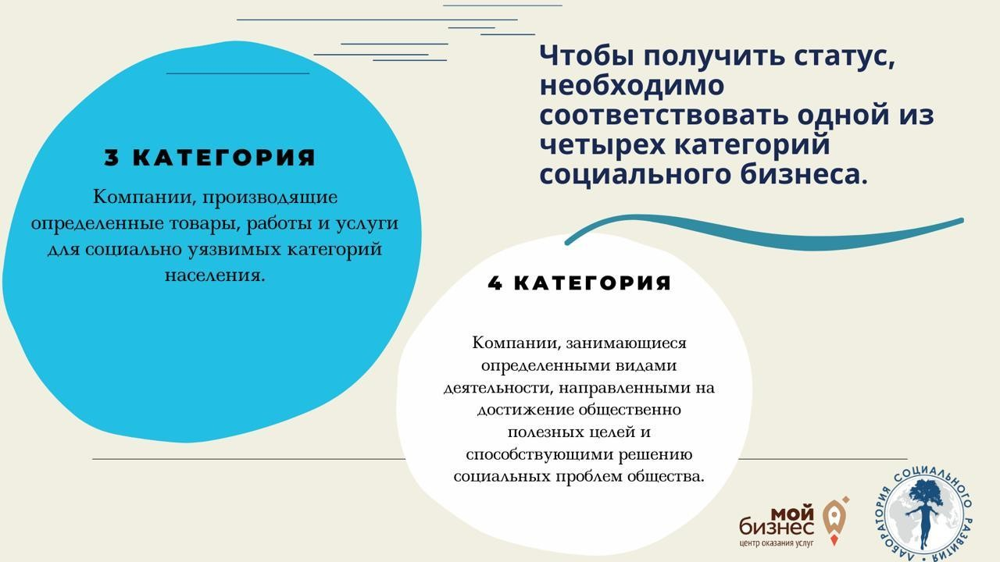 Чтобы получить статус,
необходимо
соответствовать одной из
четырех категорий
социального бизнеса.
3 КАТЕГОРИЯ
Компании, производящие
определенные товары, работы и услуги
для социально уязвимых категорий
населения.
4 КАТЕГОРИЯ
Компании, занимающиеся
определенными видами
деятельности, направленными на
достижение общественно
полезных целей и
способствующими решению
социальных проблем общества.
мой
бизнес
центр оказания услуг
ЛАБОРАТОРИЯ СОЦИАЛЬНОГО РАЗВИТИЯ